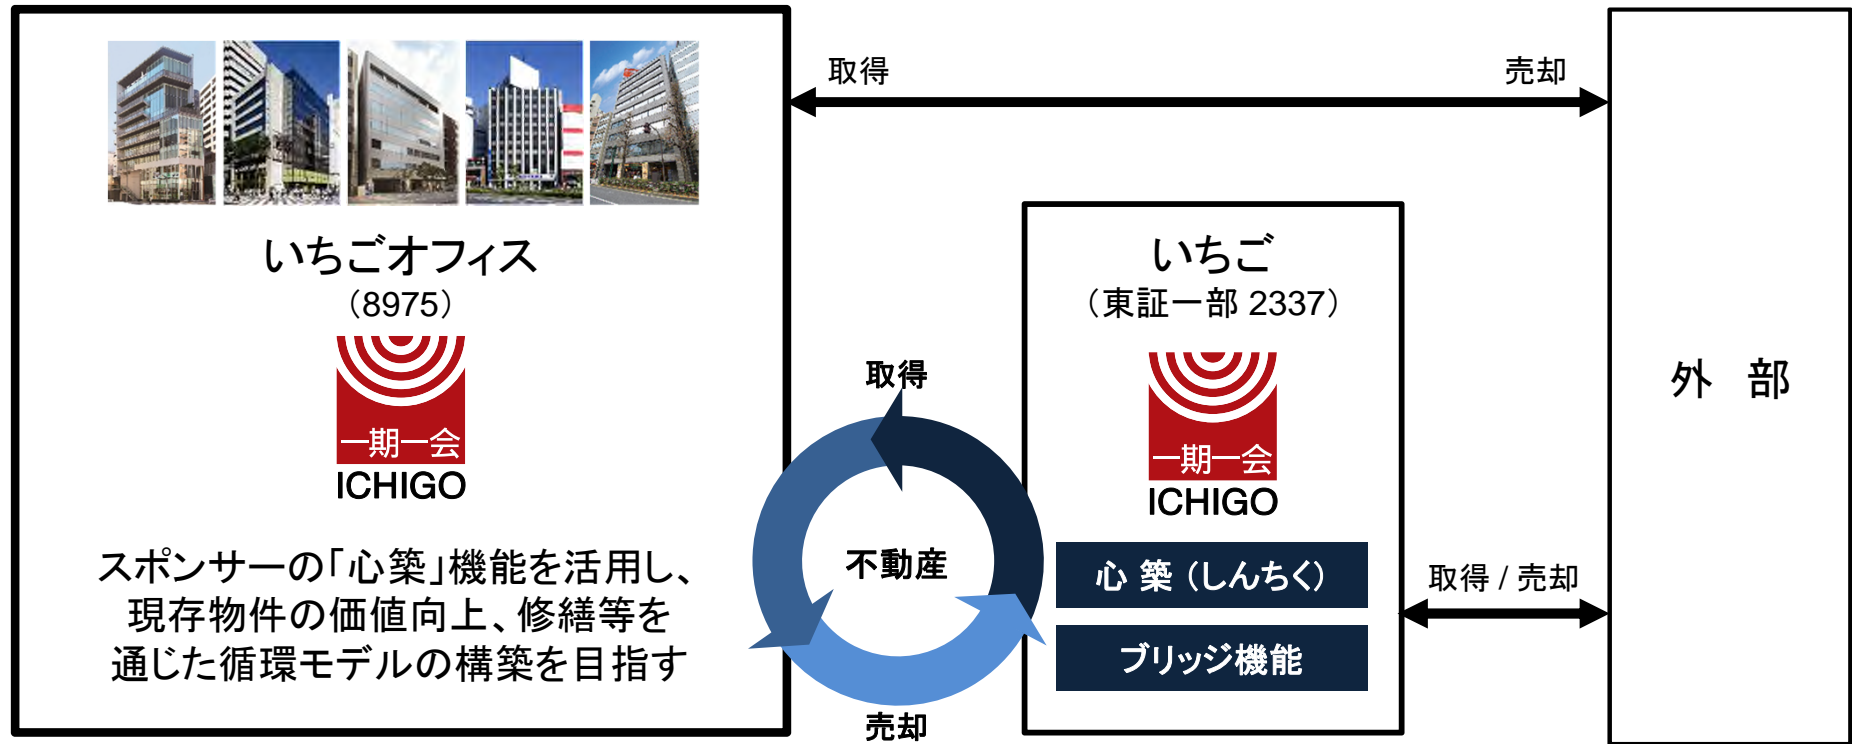 取得
売却
いちごオフィス
（8975）
一期一会
ICHIGO
スポンサーの「心築」機能を活用し、
現存物件の価値向上、修繕等を
通じた循環モデルの構築を目指す
取得
不動産
売却
いちご
（東証一部 2337）
一期一会
ICHIGO
心 築 （しんちく）
ブリッジ機能
取得 / 売却
外 部